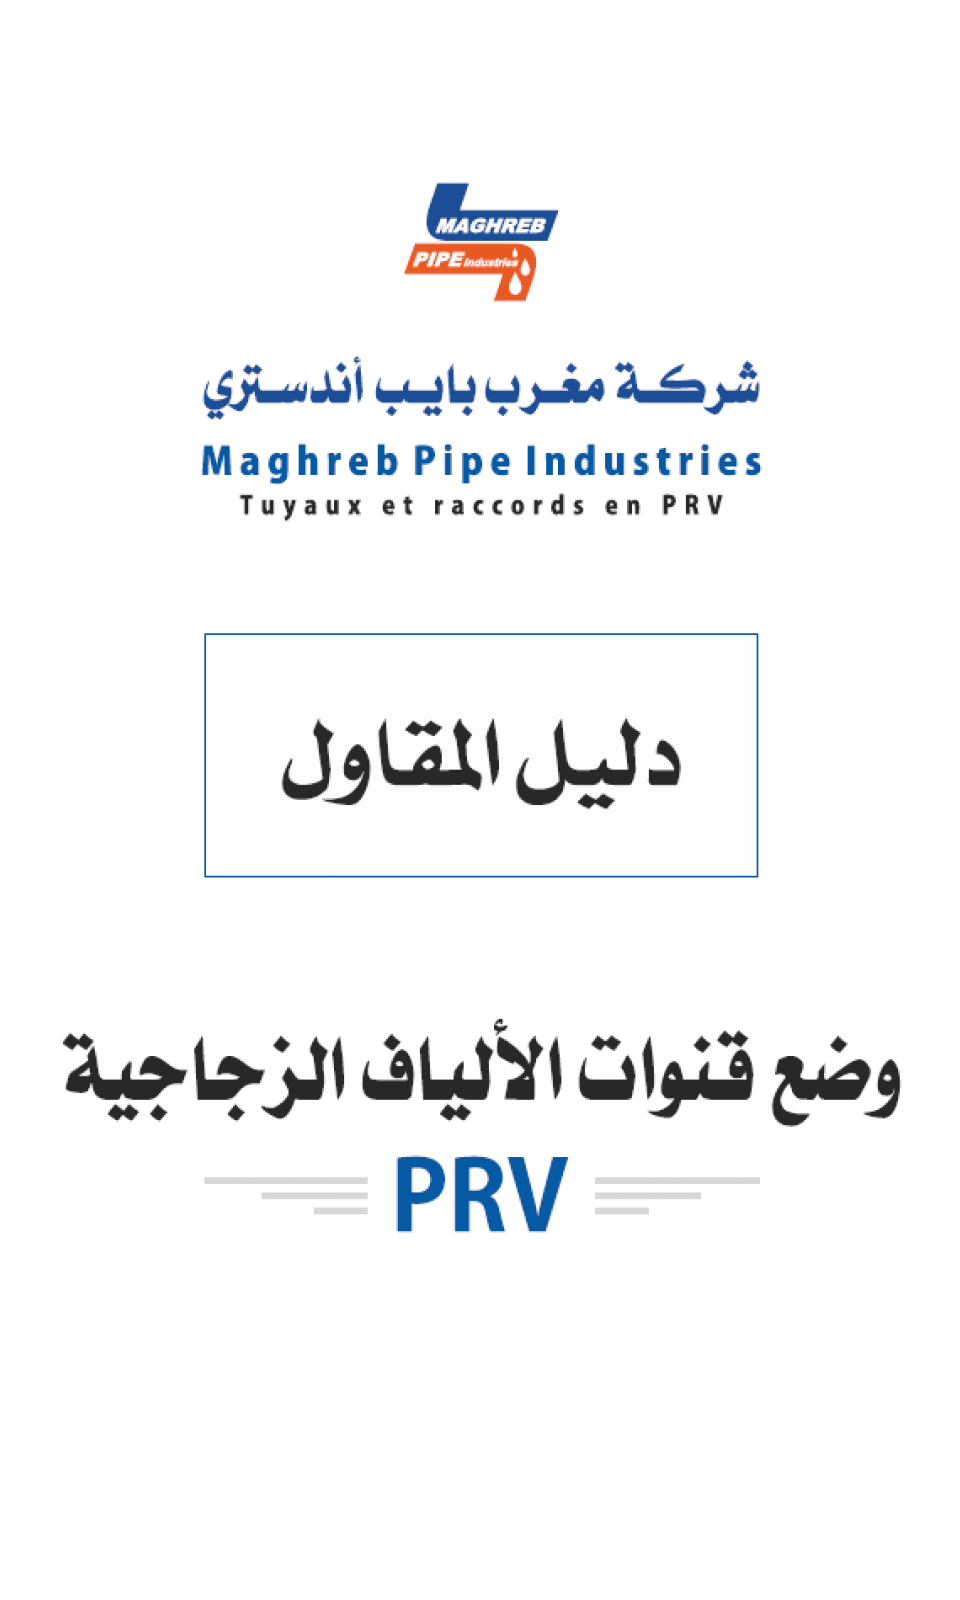 MAGHREB
PIPE Industries
شركة مغرب بايب أندستري
Maghreb Pipe Industries
Tuyaux et raccords en PRV
دليل المقاول
وضع قنوات الألياف الزجاجية
PRV